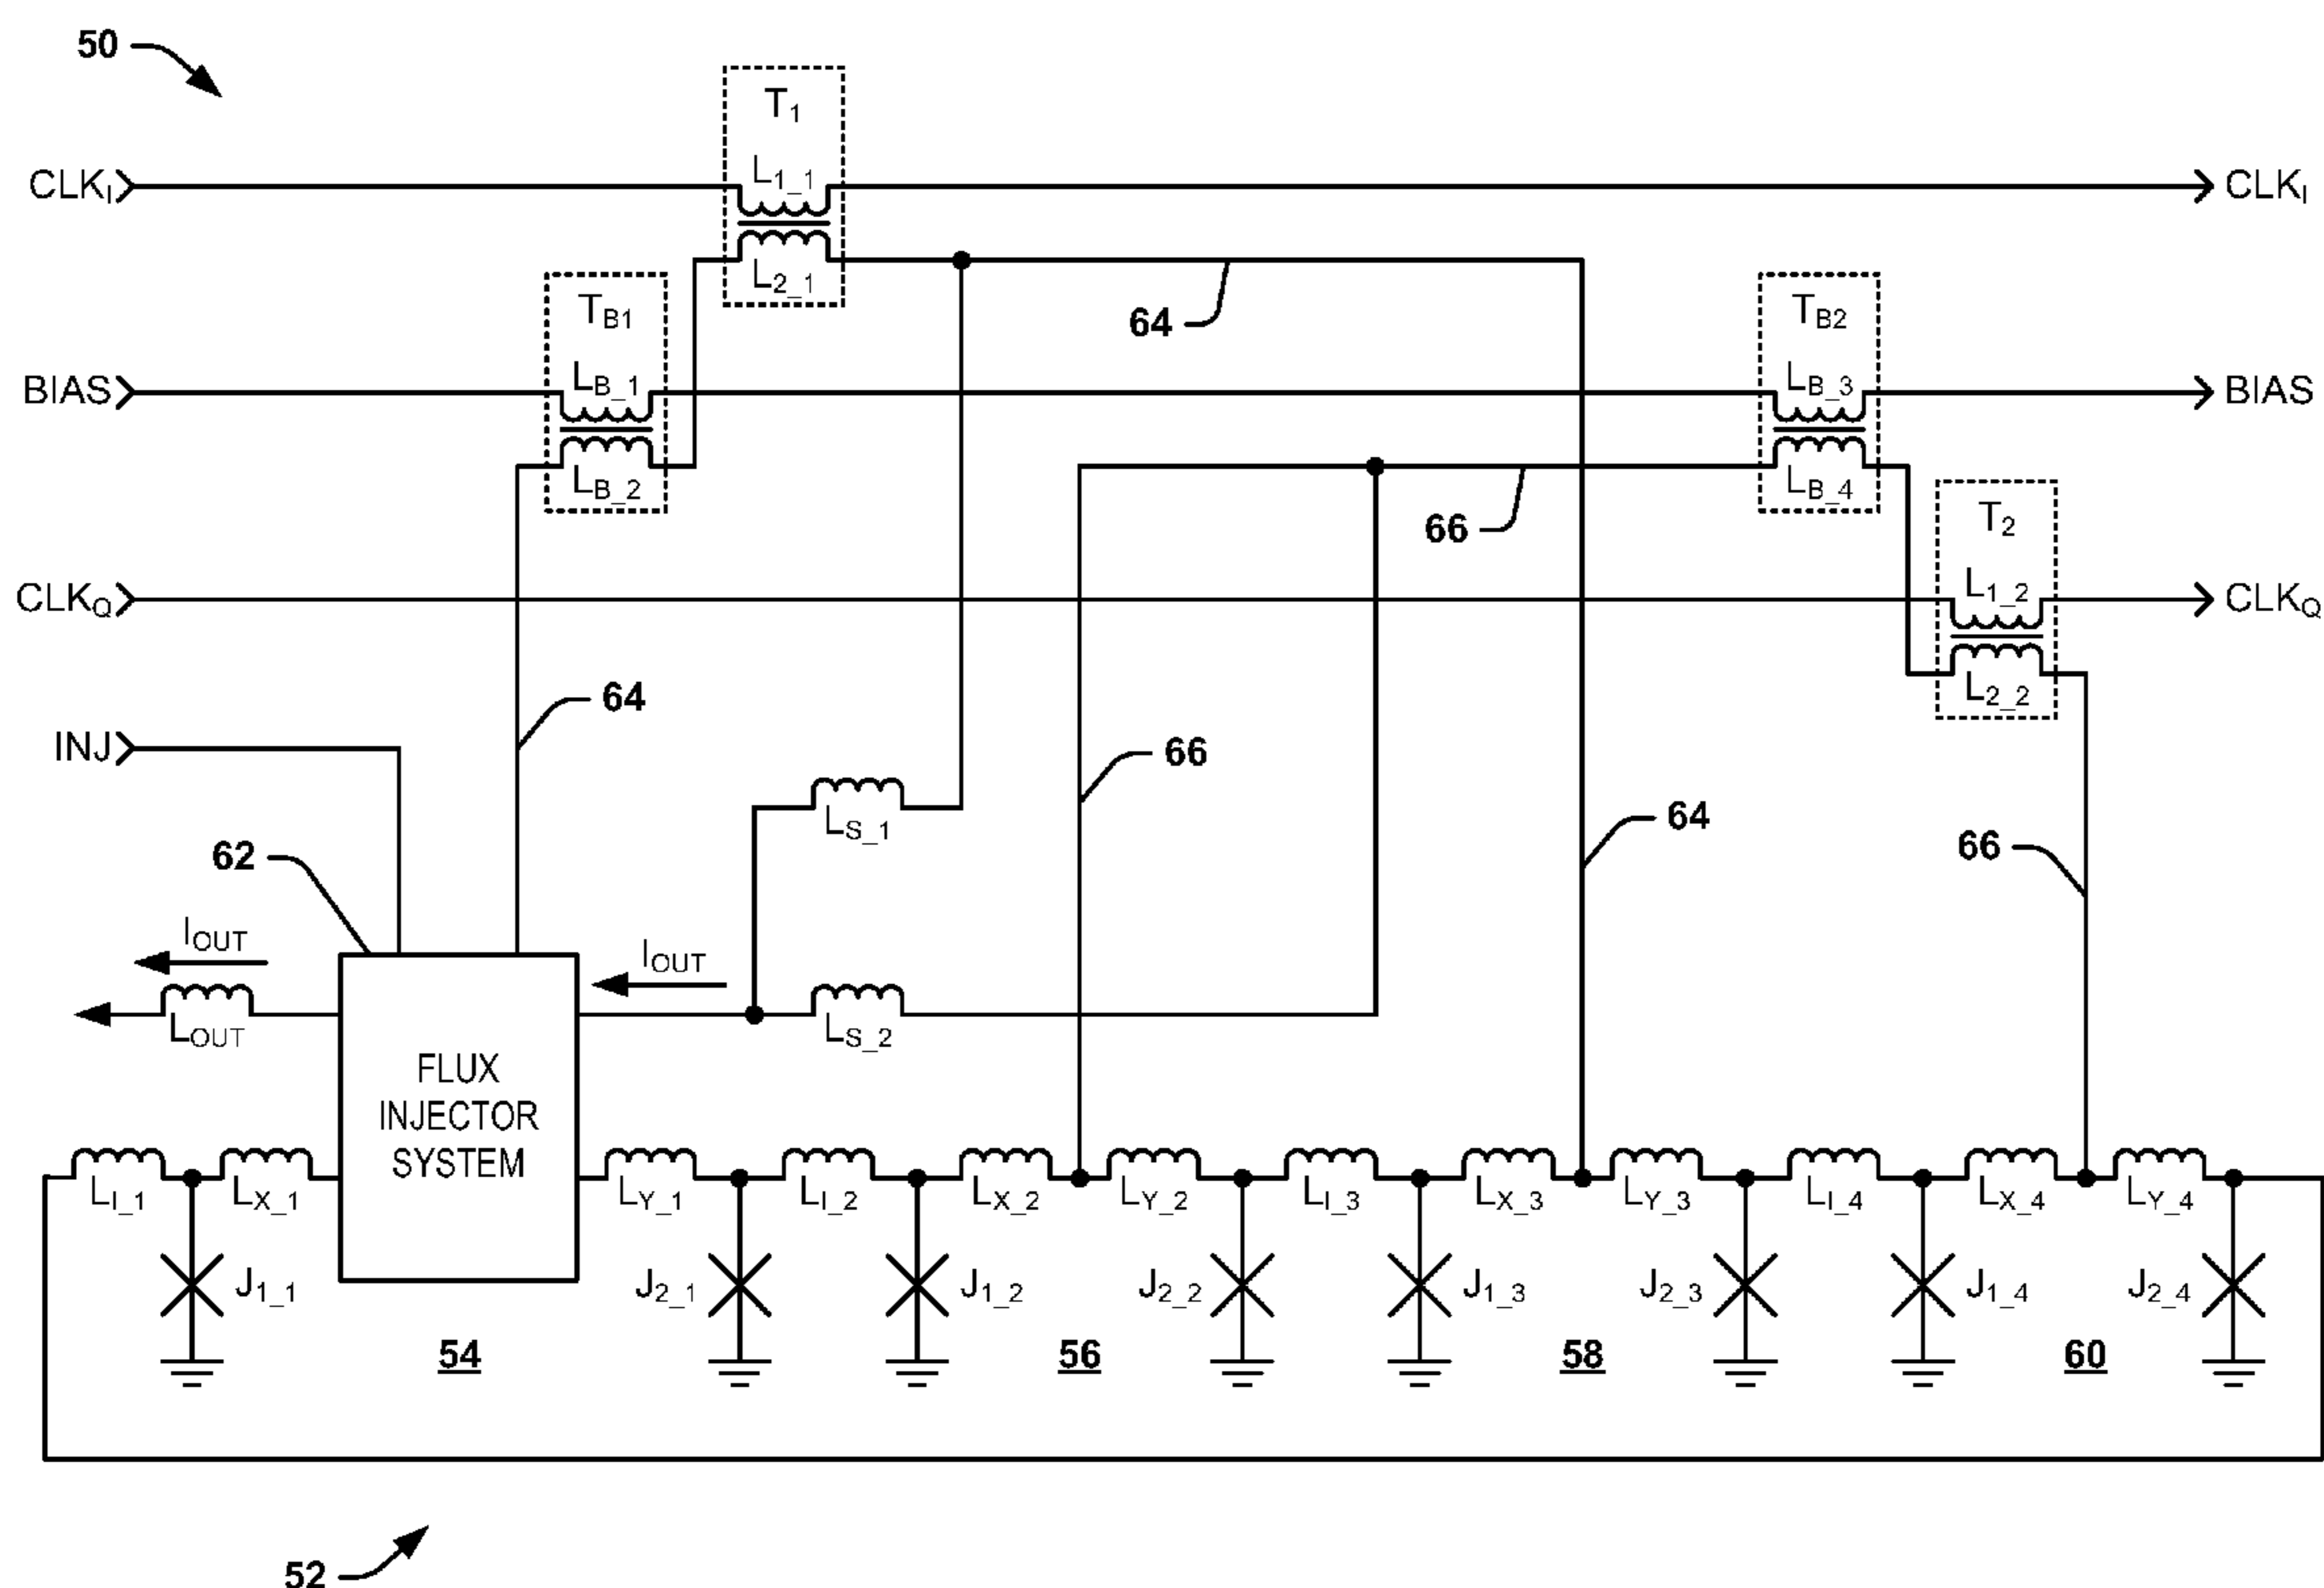 50
T1
CLKI L1_1 CLKI
L2_1
64
TB1 TB2
BIAS LB_1 LB_3 BIAS
LB_2 LB_4
66
T2
CLKQ L1_2 CLKQ
L2_2
64
INJ
66
LS_1
64
66
62
IOUT
IOUT
LOUT
LS_2
FLUX
INJECTOR
SYSTEM
LI_1 LX_1 LY_1 LI_2 LX_2 LY_2 LI_3 LX_3 LY_3 LI_4 LX_4 LY_4
J1_1 J2_1 J1_2 J2_2 J1_3 J2_3 J1_4 J2_4
54 56 58 60
52